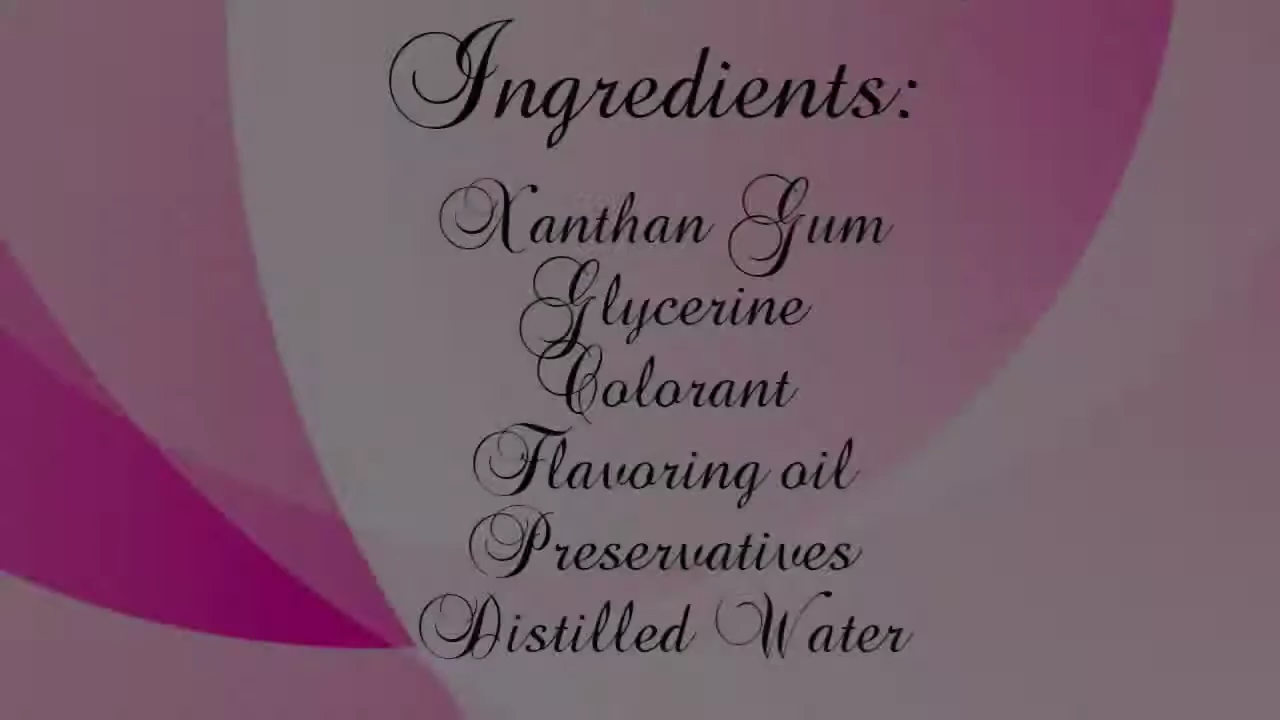 Ingredients:
Xanthan Gum
Glycerine
Colorant
Flavoring oil
Preservatives
Distilled Water